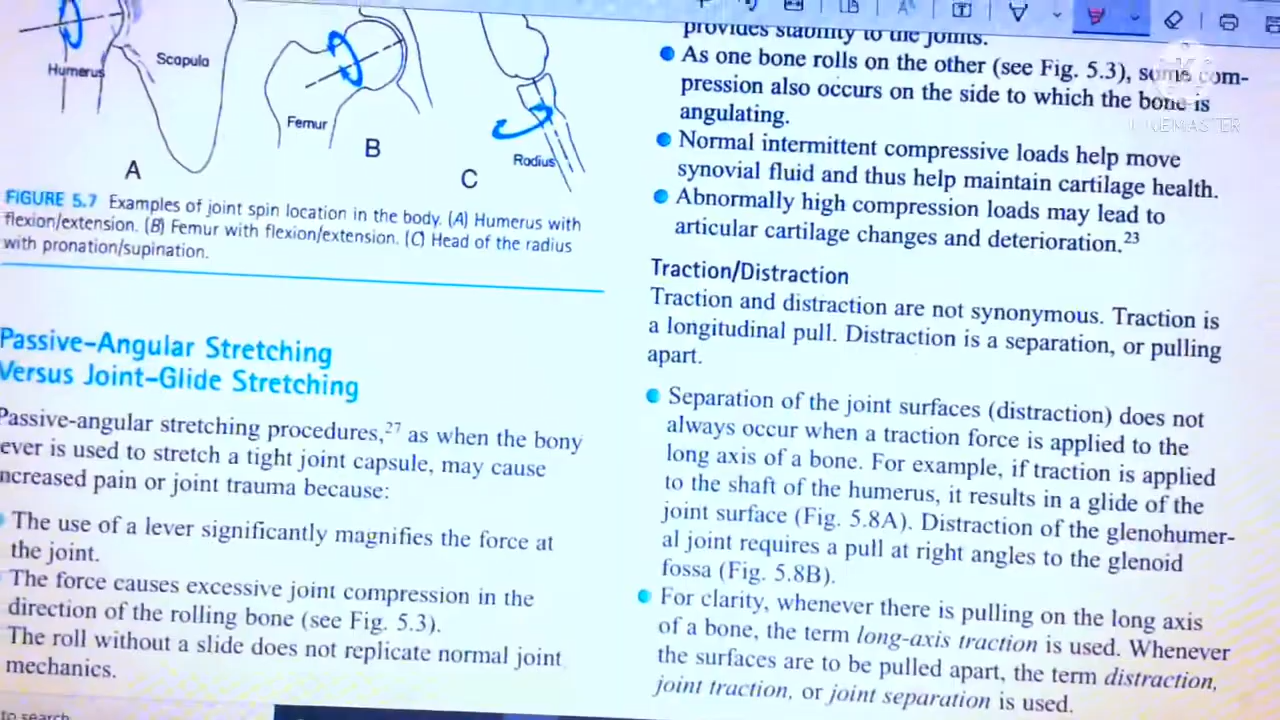 Humerus
Scapula
Femur
Radius
A
B
C
FIGURE 5.7 Examples of joint spin location in the body. (A) Humerus with
flexion/extension. (B) Femur with flexion/extension. (C) Head of the radius
with pronation/supination.
Passive-Angular Stretching
Versus Joint-Glide Stretching
Passive-angular stretching procedures,27 as when the bony
ever is used to stretch a tight joint capsule, may cause
ncreased pain or joint trauma because:
The use of a lever significantly magnifies the force at
the joint.
The force causes excessive joint compression in the
direction of the rolling bone (see Fig. 5.3).
The roll without a slide does not replicate normal joint
mechanics.
provides stability to the joints.
As one bone rolls on the other (see Fig. 5.3), some com-
pression also occurs on the side to which the bone is
angulating.
Normal intermittent compressive loads help move
synovial fluid and thus help maintain cartilage health.
Abnormally high compression loads may lead to
articular cartilage changes and deterioration.23
Traction/Distraction
Traction and distraction are not synonymous. Traction is
a longitudinal pull. Distraction is a separation, or pulling
apart.
Separation of the joint surfaces (distraction) does not
always occur when a traction force is applied to the
long axis of a bone. For example, if traction is applied
to the shaft of the humerus, it results in a glide of the
joint surface (Fig. 5.8A). Distraction of the glenohumer-
al joint requires a pull at right angles to the glenoid
fossa (Fig. 5.8B).
For clarity, whenever there is pulling on the long axis
of a bone, the term long-axis traction is used. Whenever
the surfaces are to be pulled apart, the term distraction,
joint traction, or joint separation is used.
to search